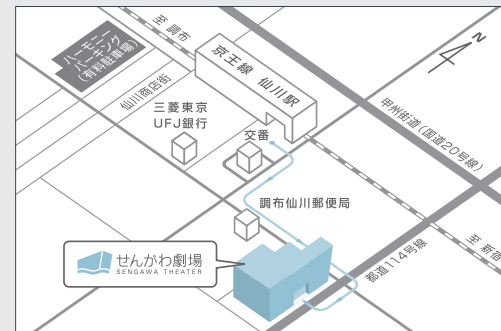 至 調布
ハーモニー
パーキング
(有料駐車場)
京王線 仙川駅
N
仙川商店街
三菱東京
UFJ銀行
交番
甲州街道(国道20号線)
調布仙川郵便局
至 新宿
都道114号線
せんがわ劇場
SENGAWA THEATER